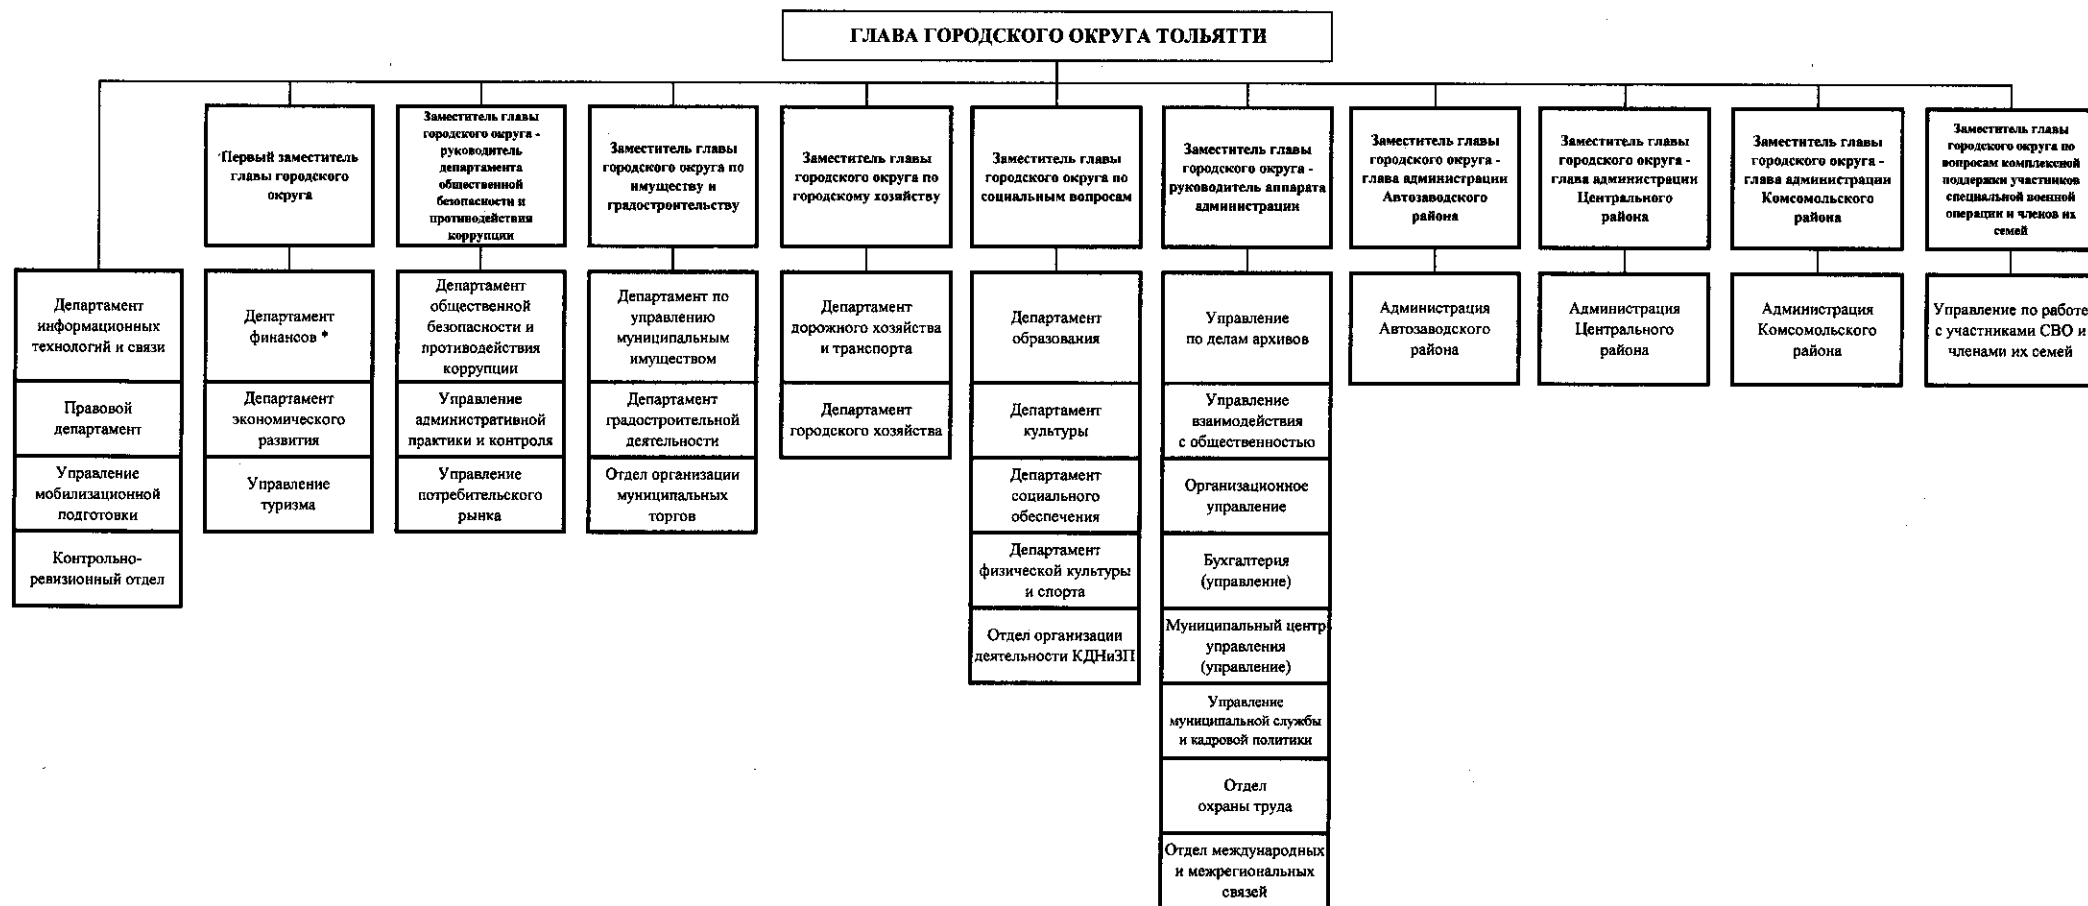 ГЛАВА ГОРОДСКОГО ОКРУГА ТОЛЬЯТТИ
Первый заместитель
главы городского
округа
Заместитель главы
городского округа -
руководитель
департамента
общественной
безопасности и
противодействия
коррупции
Заместитель главы
городского округа по
имуществу и
градостроительству
Заместитель главы
городского округа по
городскому хозяйству
Заместитель главы
городского округа по
социальным вопросам
Заместитель главы
городского округа -
руководитель аппарата
администрации
Заместитель главы
городского округа -
глава администрации
Автозаводского
района
Заместитель главы
городского округа -
глава администрации
Центрального
района
Заместитель главы
городского округа -
глава администрации
Комсомольского
района
Заместитель главы
городского округа по
вопросам комплексной
поддержки участников
специальной военной
операции и членов их
семей
Департамент
информационных
технологий и связи
Правовой
департамент
Управление
мобилизационной
подготовки
Контрольно-
ревизионный отдел
Департамент
финансов *
Департамент
экономического
развития
Управление
туризма
Департамент
общественной
безопасности и
противодействия
коррупции
Управление
административной
практики и контроля
Управление
потребительского
рынка
Департамент по
управлению
муниципальным
имуществом
Департамент
градостроительной
деятельности
Отдел организации
муниципальных
торгов
Департамент
дорожного хозяйства
и транспорта
Департамент
городского хозяйства
Департамент
образования
Департамент
культуры
Департамент
социального
обеспечения
Департамент
физической культуры
и спорта
Отдел организации
деятельности КДНиЗП
Управление
по делам архивов
Управление
взаимодействия
с общественностью
Организационное
управление
Бухгалтерия
(управление)
Муниципальный центр
управления
(управление)
Управление
муниципальной службы
и кадровой политики
Отдел
охраны труда
Отдел международных
и межрегиональных
связей
Администрация
Автозаводского
района
Администрация
Центрального
района
Администрация
Комсомольского
района
Управление по работе
с участниками СВО и
членами их семей